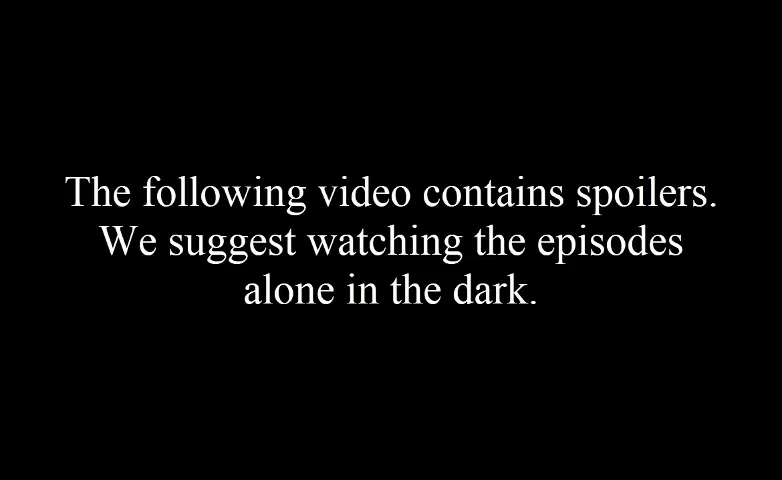 The following video contains spoilers.
We suggest watching the episodes
alone in the dark.